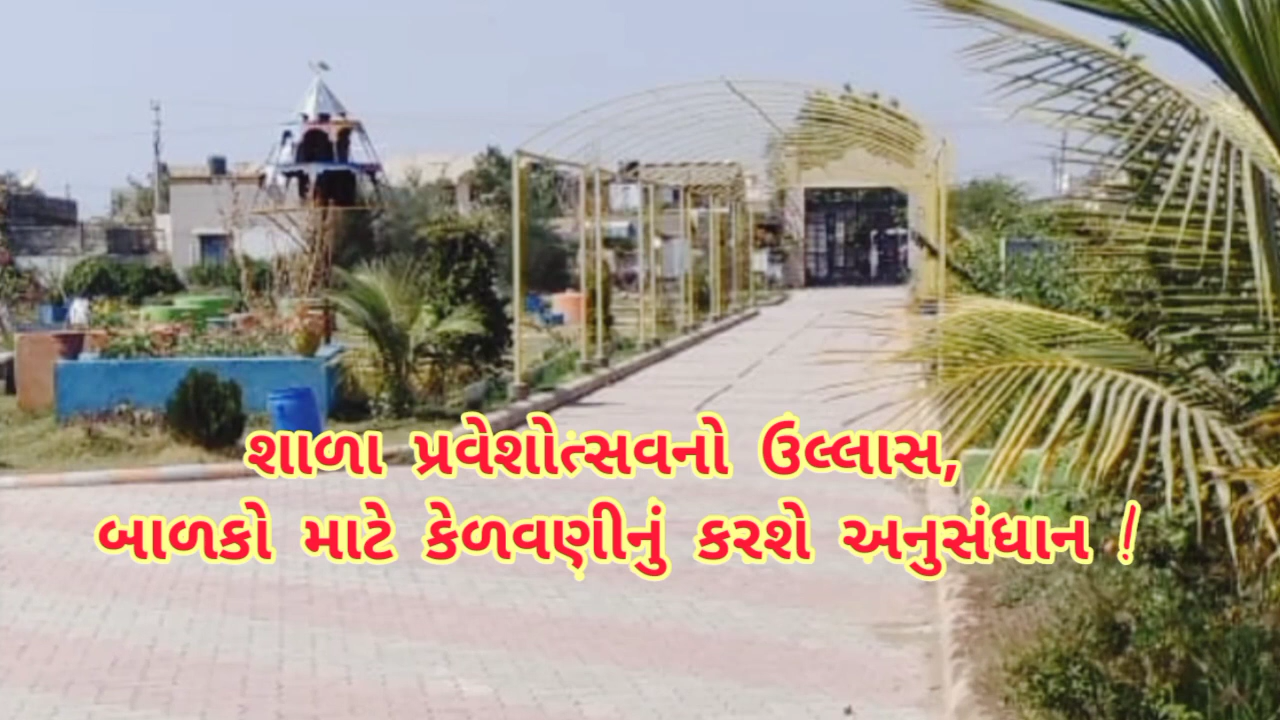 શાળા પ્રવેશોત્સવનો ઉલ્લાસ,
બાળકો માટે કેળવણીનું કરશે અનુસંધાન !